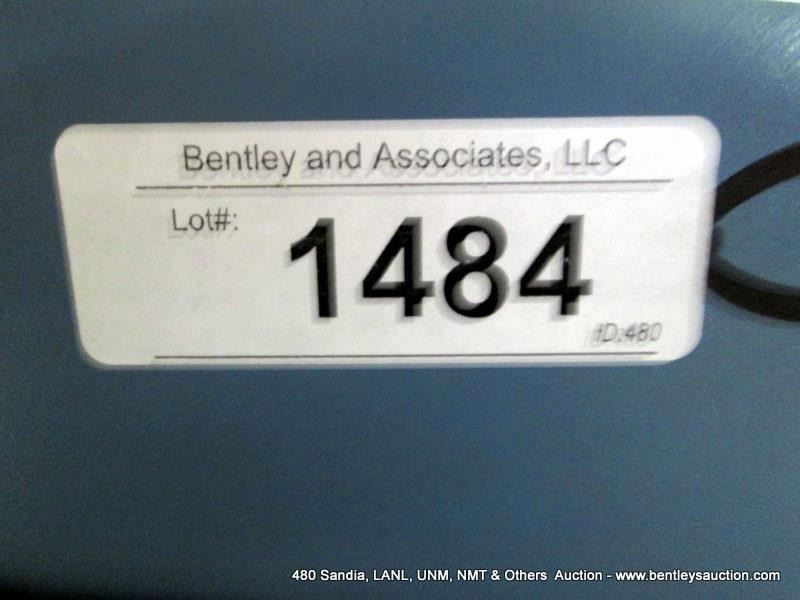 Bentley and Associates, LLC
Lot#:
1484
ID:480
480 Sandia, LANL, UNM, NMT & Others Auction - www.bentleysauction.com